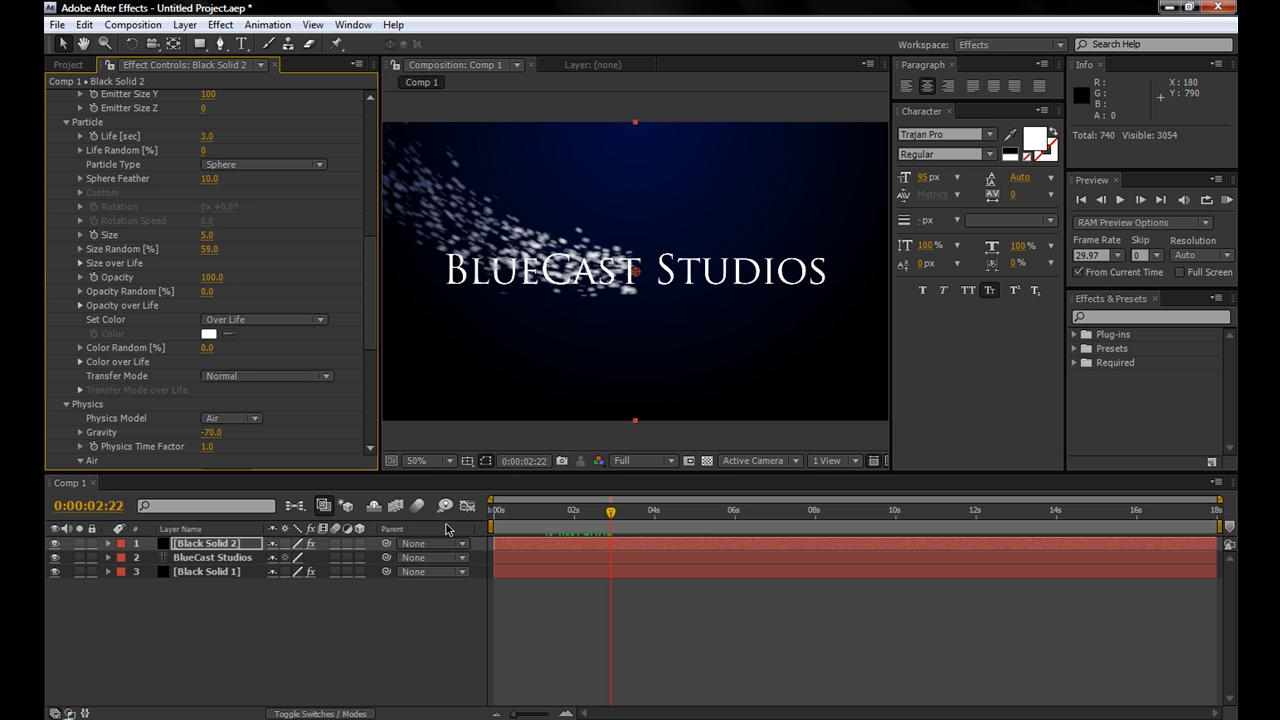 Adobe After Effects - Untitled Project.aep *
File Edit Composition Layer Effect Animation View Window Help
Workspace: Effects Search Help
Project Effect Controls: Black Solid 2
Comp 1 • Black Solid 2
Emitter Size Y 100
Emitter Size Z 0
Particle
Life [sec] 3.0
Life Random [%] 0
Particle Type Sphere
Sphere Feather 10.0
Custom
Rotation 0x +0.0°
Rotation Speed 0.0
Size 5.0
Size Random [%] 59.0
Size over Life
Opacity 100.0
Opacity Random [%] 0.0
Opacity over Life
Set Color Over Life
Color
Color Random [%] 0.0
Color over Life
Transfer Mode Normal
Transfer Mode over Life
Physics
Physics Model Air
Gravity -70.0
Physics Time Factor 1.0
Air
Composition: Comp 1 Layer: (none)
Comp 1
BlueCast Studios
50% 0:00:02:22 Full Active Camera 1 View
Paragraph
Character
Trajan Pro
Regular
95 px Auto
Metrics 0
- px
100 % 100 %
0 px 0 %
T T TT Tт T¹ T₁
Info
R : X : 180
G : Y : 790
B :
A : 0
Total: 740 Visible: 3054
Preview
RAM Preview Options
Frame Rate Skip Resolution
29.97 0 Auto
From Current Time Full Screen
Effects & Presets
Plug-ins
Presets
Required
Comp 1
0:00:02:22
:00s 02s 04s 06s 08s 10s 12s 14s 16s 18s
# Layer Name Parent
1 [Black Solid 2] None
2 BlueCast Studios None
3 [Black Solid 1] None
Toggle Switches / Modes